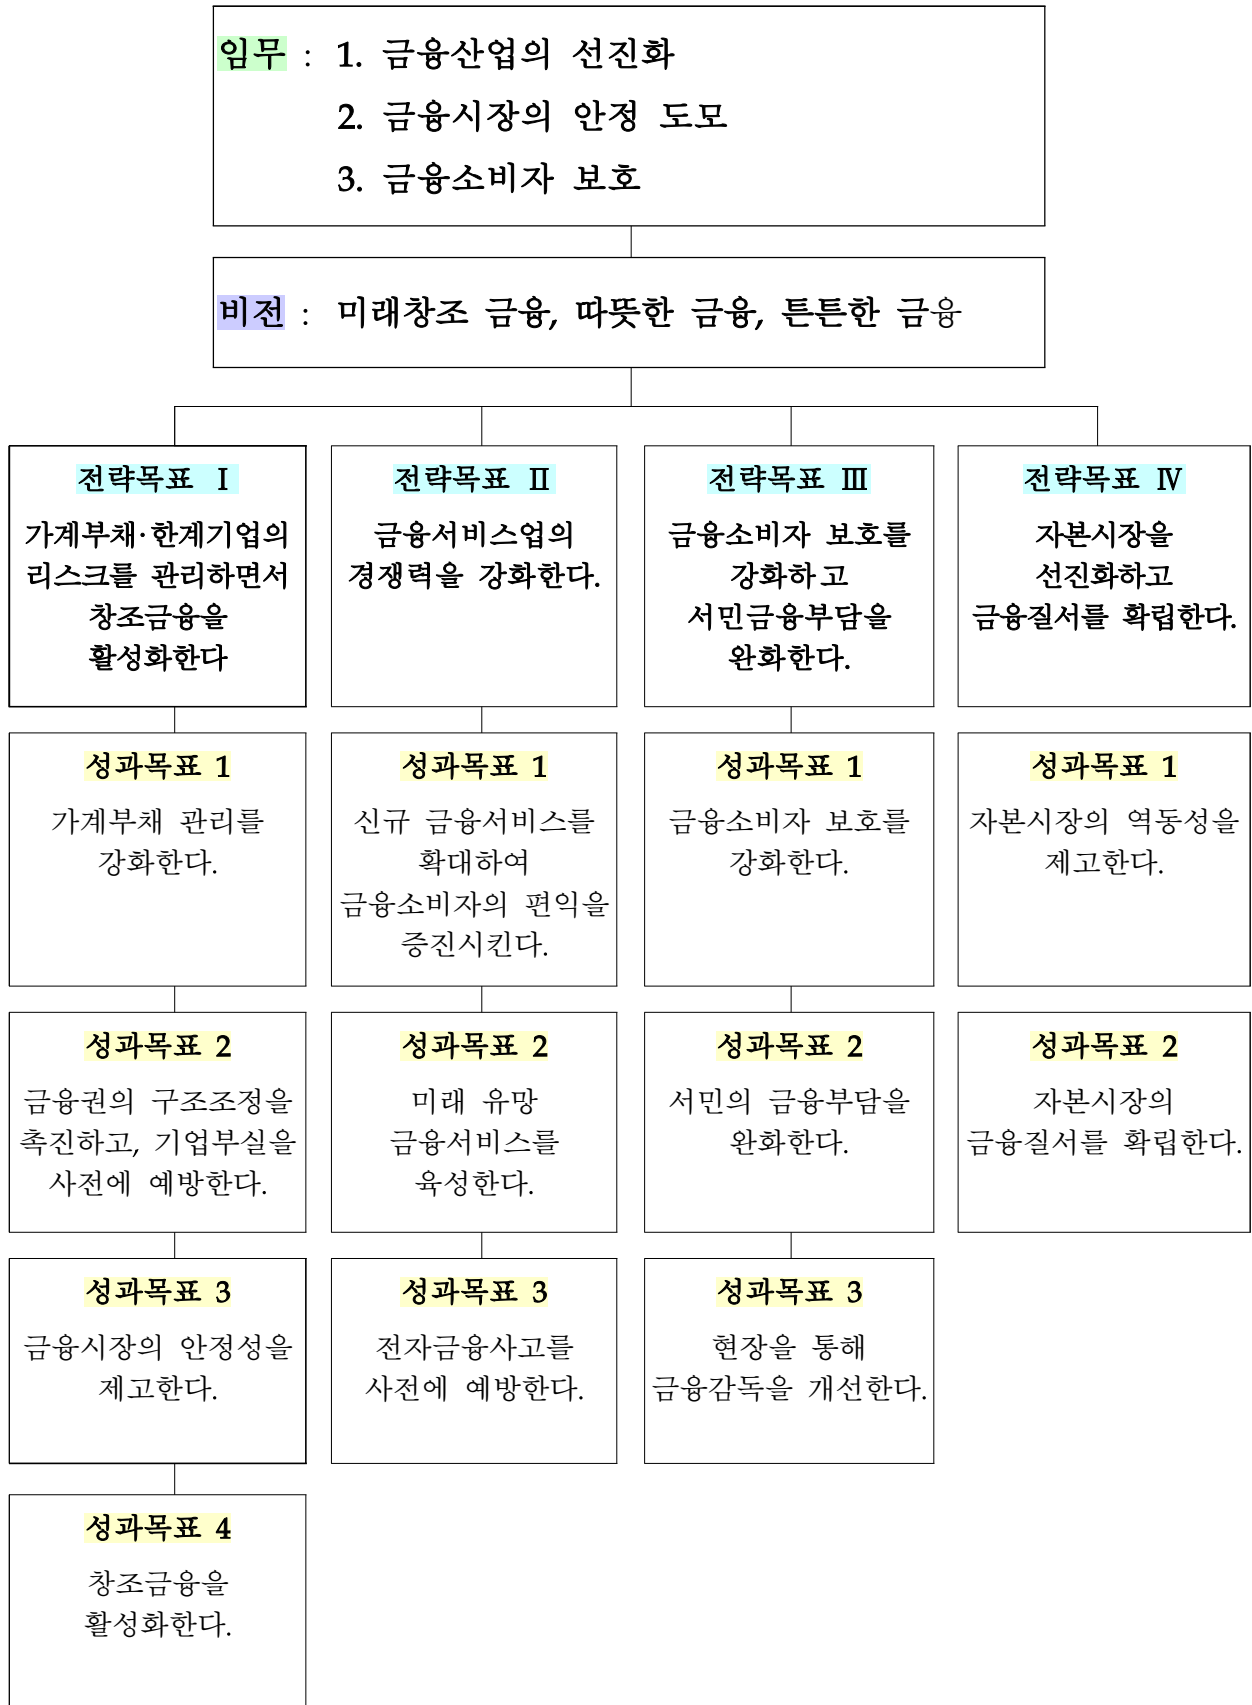 임무 : 1. 금융산업의 선진화
2. 금융시장의 안정 도모
3. 금융소비자 보호
비전 : 미래창조 금융, 따뜻한 금융, 튼튼한 금융
전략목표 Ⅰ
가계부채·한계기업의
리스크를 관리하면서
창조금융을
활성화한다
전략목표 Ⅱ
금융서비스업의
경쟁력을 강화한다.
전략목표 Ⅲ
금융소비자 보호를
강화하고
서민금융부담을
완화한다.
전략목표 Ⅳ
자본시장을
선진화하고
금융질서를 확립한다.
성과목표 1
가계부채 관리를
강화한다.
성과목표 1
신규 금융서비스를
확대하여
금융소비자의 편익을
증진시킨다.
성과목표 1
금융소비자 보호를
강화한다.
성과목표 1
자본시장의 역동성을
제고한다.
성과목표 2
금융권의 구조조정을
촉진하고, 기업부실을
사전에 예방한다.
성과목표 2
미래 유망
금융서비스를
육성한다.
성과목표 2
서민의 금융부담을
완화한다.
성과목표 2
자본시장의
금융질서를 확립한다.
성과목표 3
금융시장의 안정성을
제고한다.
성과목표 3
전자금융사고를
사전에 예방한다.
성과목표 3
현장을 통해
금융감독을 개선한다.
성과목표 4
창조금융을
활성화한다.